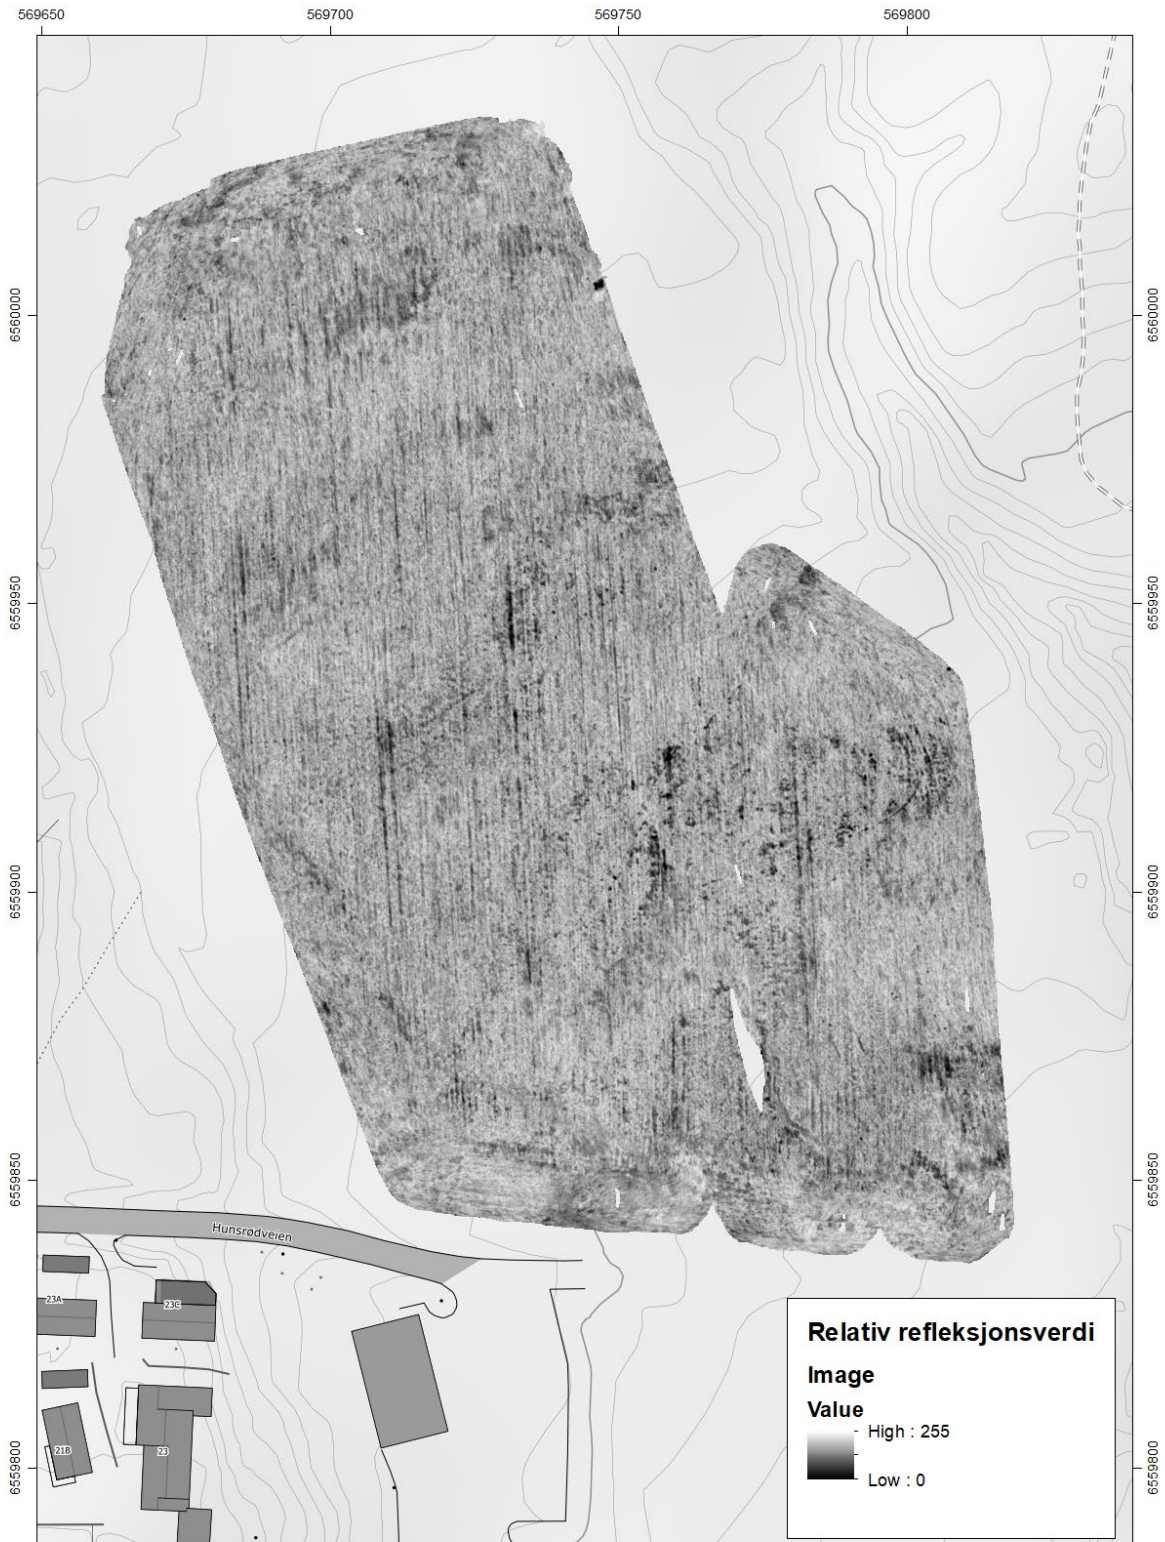 569650 569700 569750 569800
6560000 6560000
6559950 6559950
6559900 6559900
6559850 6559850
Hunsrødveien
23A
23C
21B
23
6559800 6559800
Relativ refleksjonsverdi
Image
Value
High : 255
Low : 0